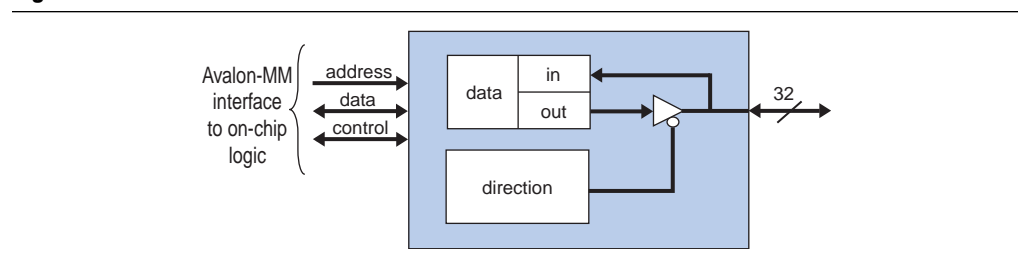 Avalon-MM
interface
to on-chip
logic
address
data
control
data
in
out
direction
32